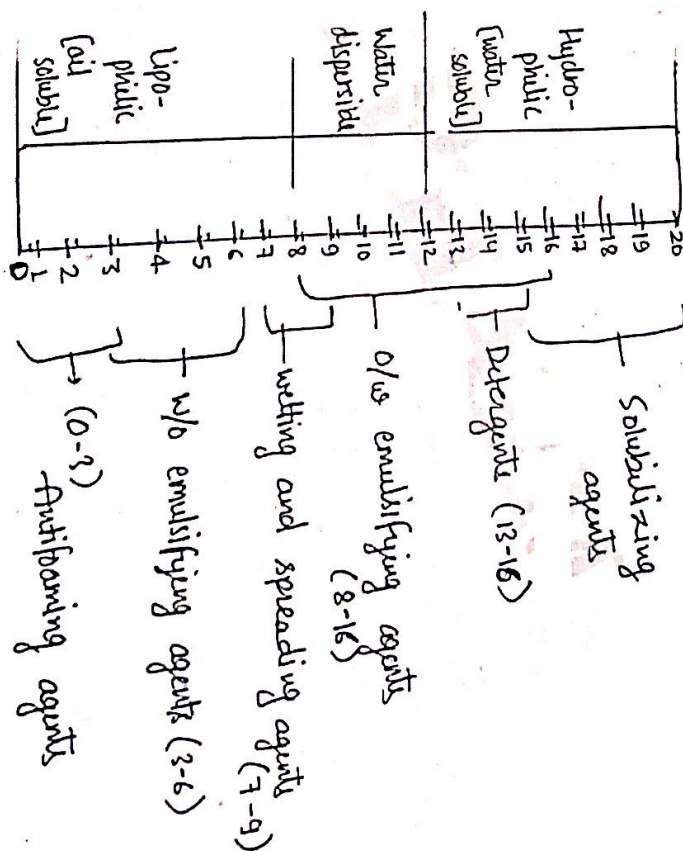 Hydro-
philic
[water
soluble]
Water
disperside
Lipo-
philic
[oil
soluble]
20
19
18
17
16
15
14
13
12
11
10
9
8
7
6
5
4
3
2
1
0
Solubilizing
agents
Detergents (13-16)
O/W emulsifying agents
(8-16)
wetting and spreading agents
(7-9)
W/O emulsifying agents (3-6)
(0-3)
Antifoaming agents